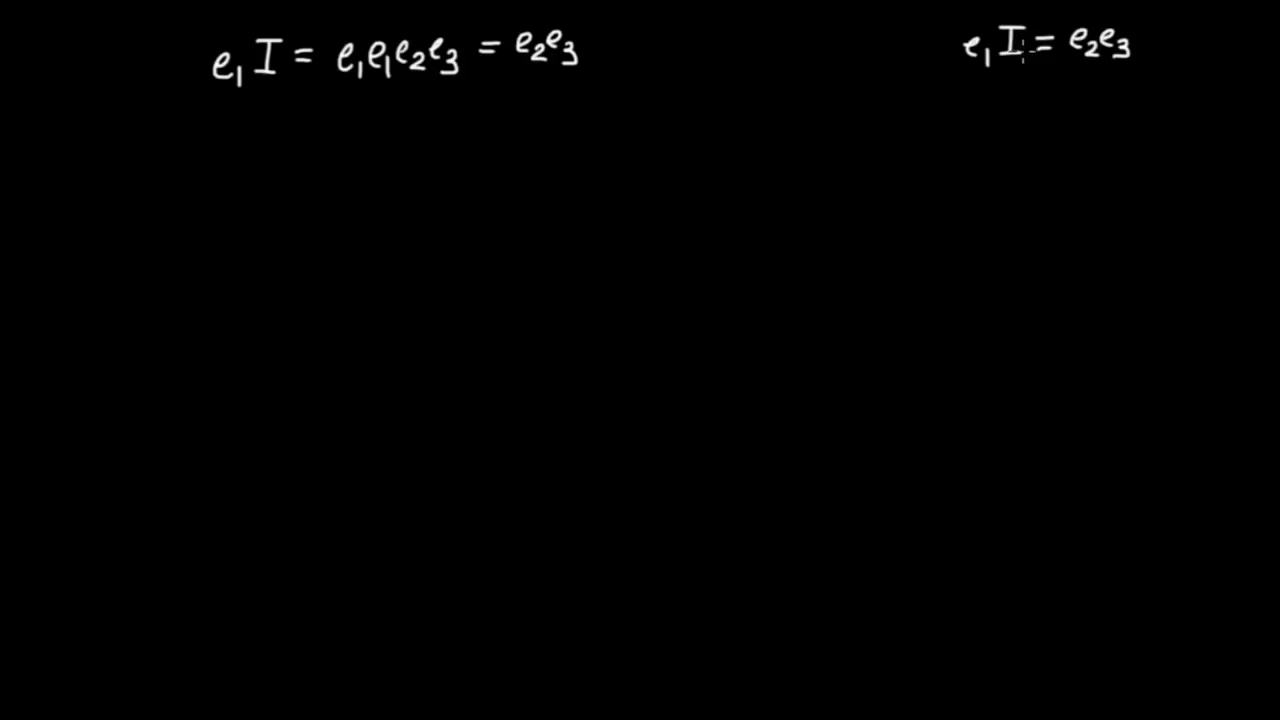 e₁ I = e₁e₁e₂e₃ = e₂e₃
e₁ I = e₂e₃